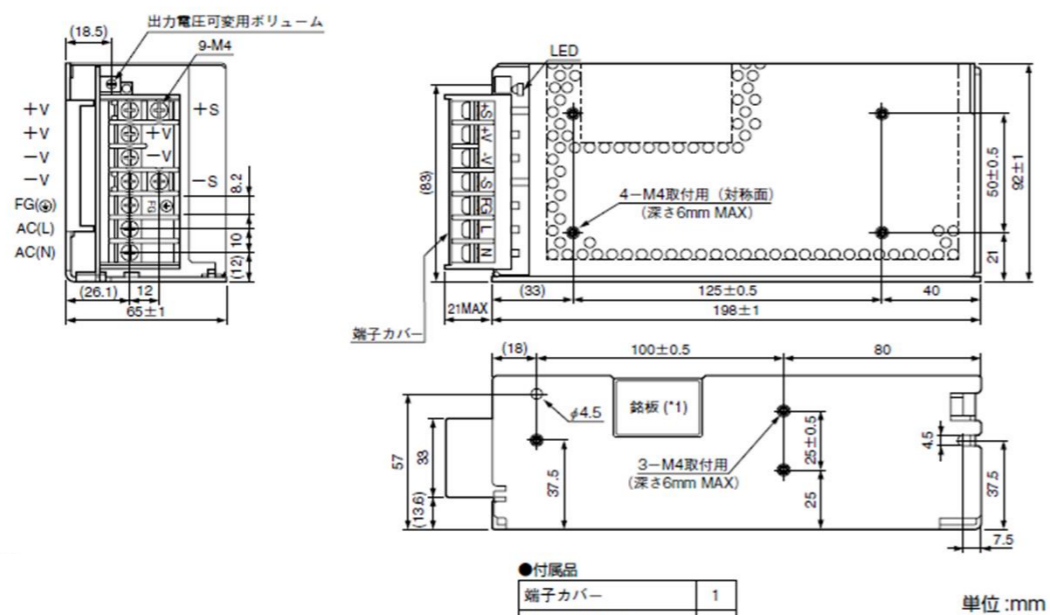 出力電圧可変用ボリューム
(18.5)
9-M4
+V
+S
+V
+V
−V
−V
−V
−S
FG(⏚)
FG ⏚
AC(L)
AC(N)
8.2
10
(12)
(26.1)
12
65±1
LED
+S
+V
-V
-S
FG
L
N
(83)
4−M4取付用(対称面)
(深さ6mm MAX)
50±0.5
92±1
21
(33)
125±0.5
40
21MAX
198±1
端子カバー
(18)
100±0.5
80
φ4.5
銘板 (*1)
57
33
(13.6)
37.5
3−M4取付用
(深さ6mm MAX)
25±0.5
25
4.5
37.5
7.5
●付属品
端子カバー 1
単位:mm